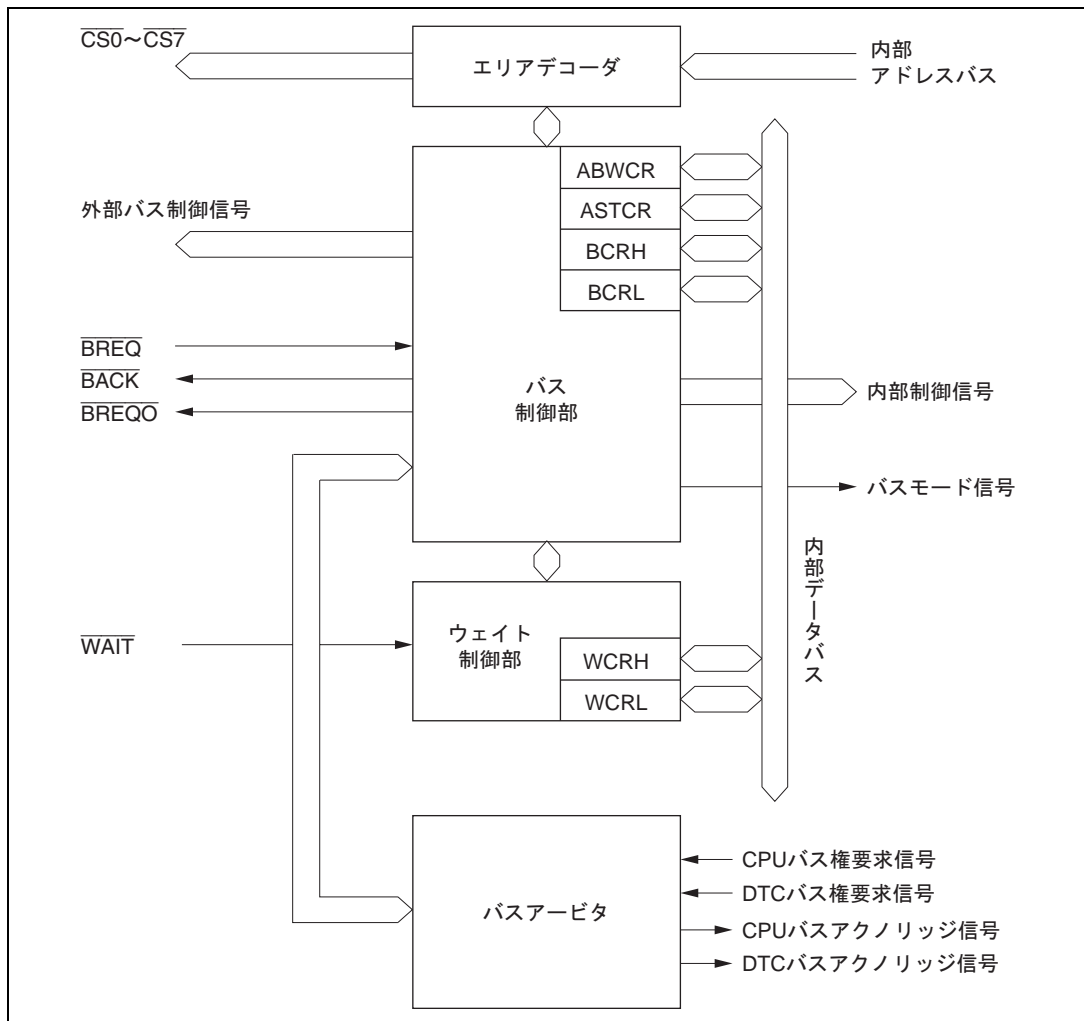 CS0～CS7
エリアデコーダ
内部
アドレスバス
ABWCR
ASTCR
BCRH
BCRL
外部バス制御信号
BREQ
BACK
BREQO
バス
制御部
内部制御信号
バスモード信号
内部データバス
WAIT
ウェイト
制御部
WCRH
WCRL
バスアービタ
CPUバス権要求信号
DTCバス権要求信号
CPUバスアクノリッジ信号
DTCバスアクノリッジ信号